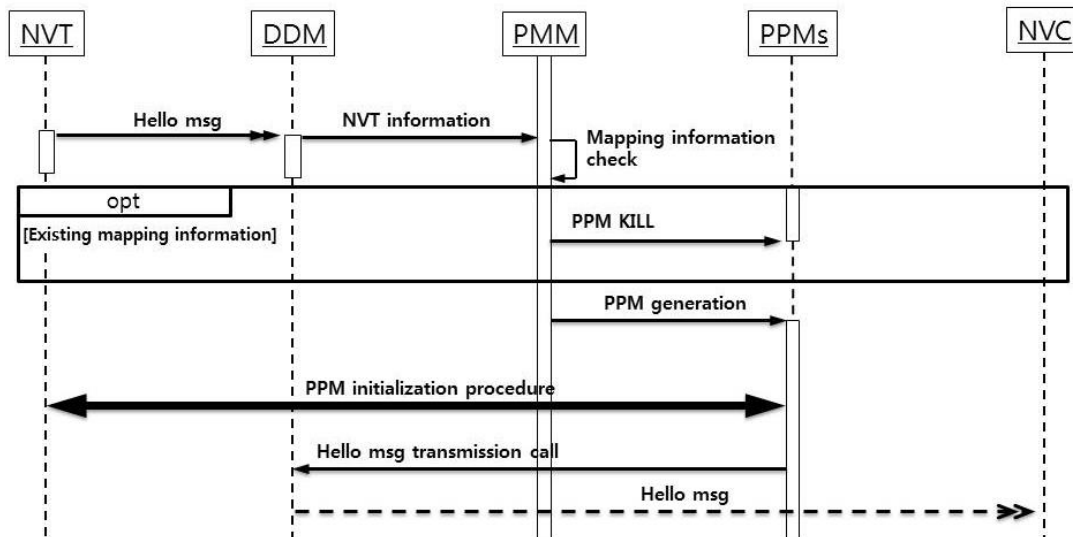 NVT
DDM
PMM
PPMs
NVC
Hello msg
NVT information
Mapping information
check
opt
[Existing mapping information]
PPM KILL
PPM generation
PPM initialization procedure
Hello msg transmission call
Hello msg